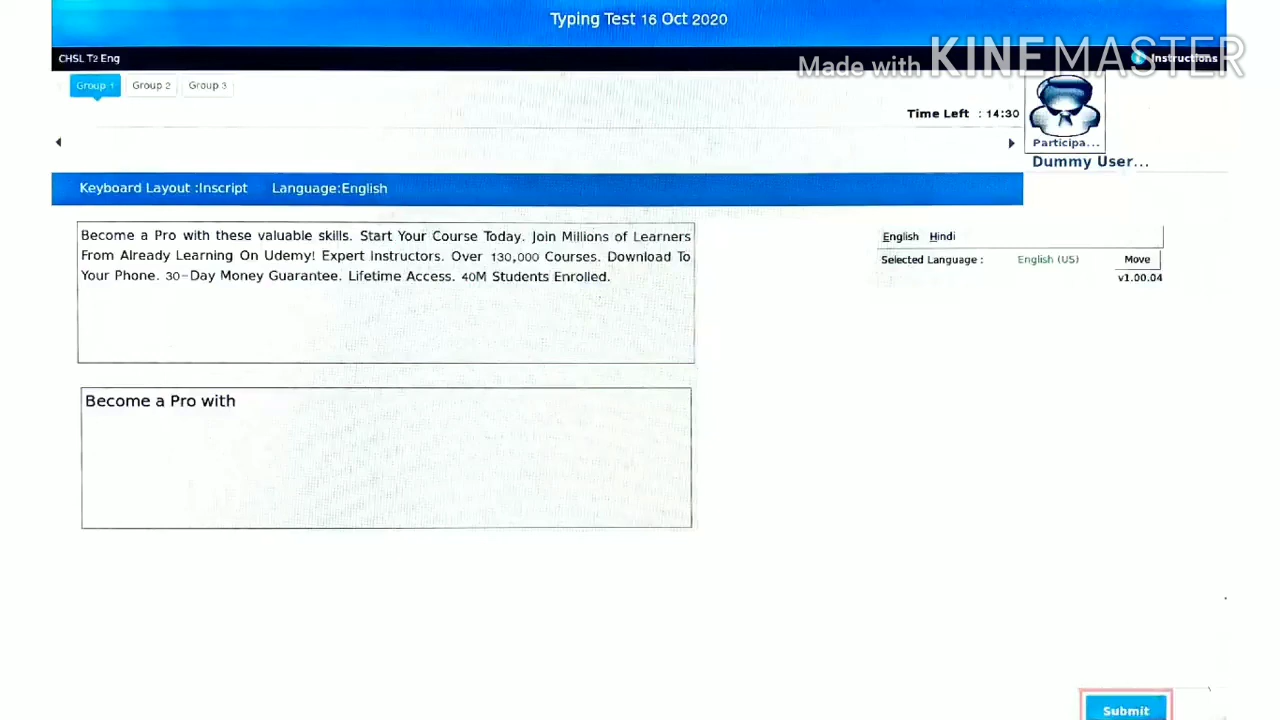 Typing Test 16 Oct 2020
CHSL T2 Eng
Made with KINEMASTER
Instructions
Group 1 Group 2 Group 3
Time Left : 14:30
Participa...
Dummy User...
Keyboard Layout :Inscript Language:English
Become a Pro with these valuable skills. Start Your Course Today. Join Millions of Learners
From Already Learning On Udemy! Expert Instructors. Over 130,000 Courses. Download To
Your Phone. 30-Day Money Guarantee. Lifetime Access. 40M Students Enrolled.
English Hindi
Selected Language : English (US) Move
v1.00.04
Become a Pro with
Submit